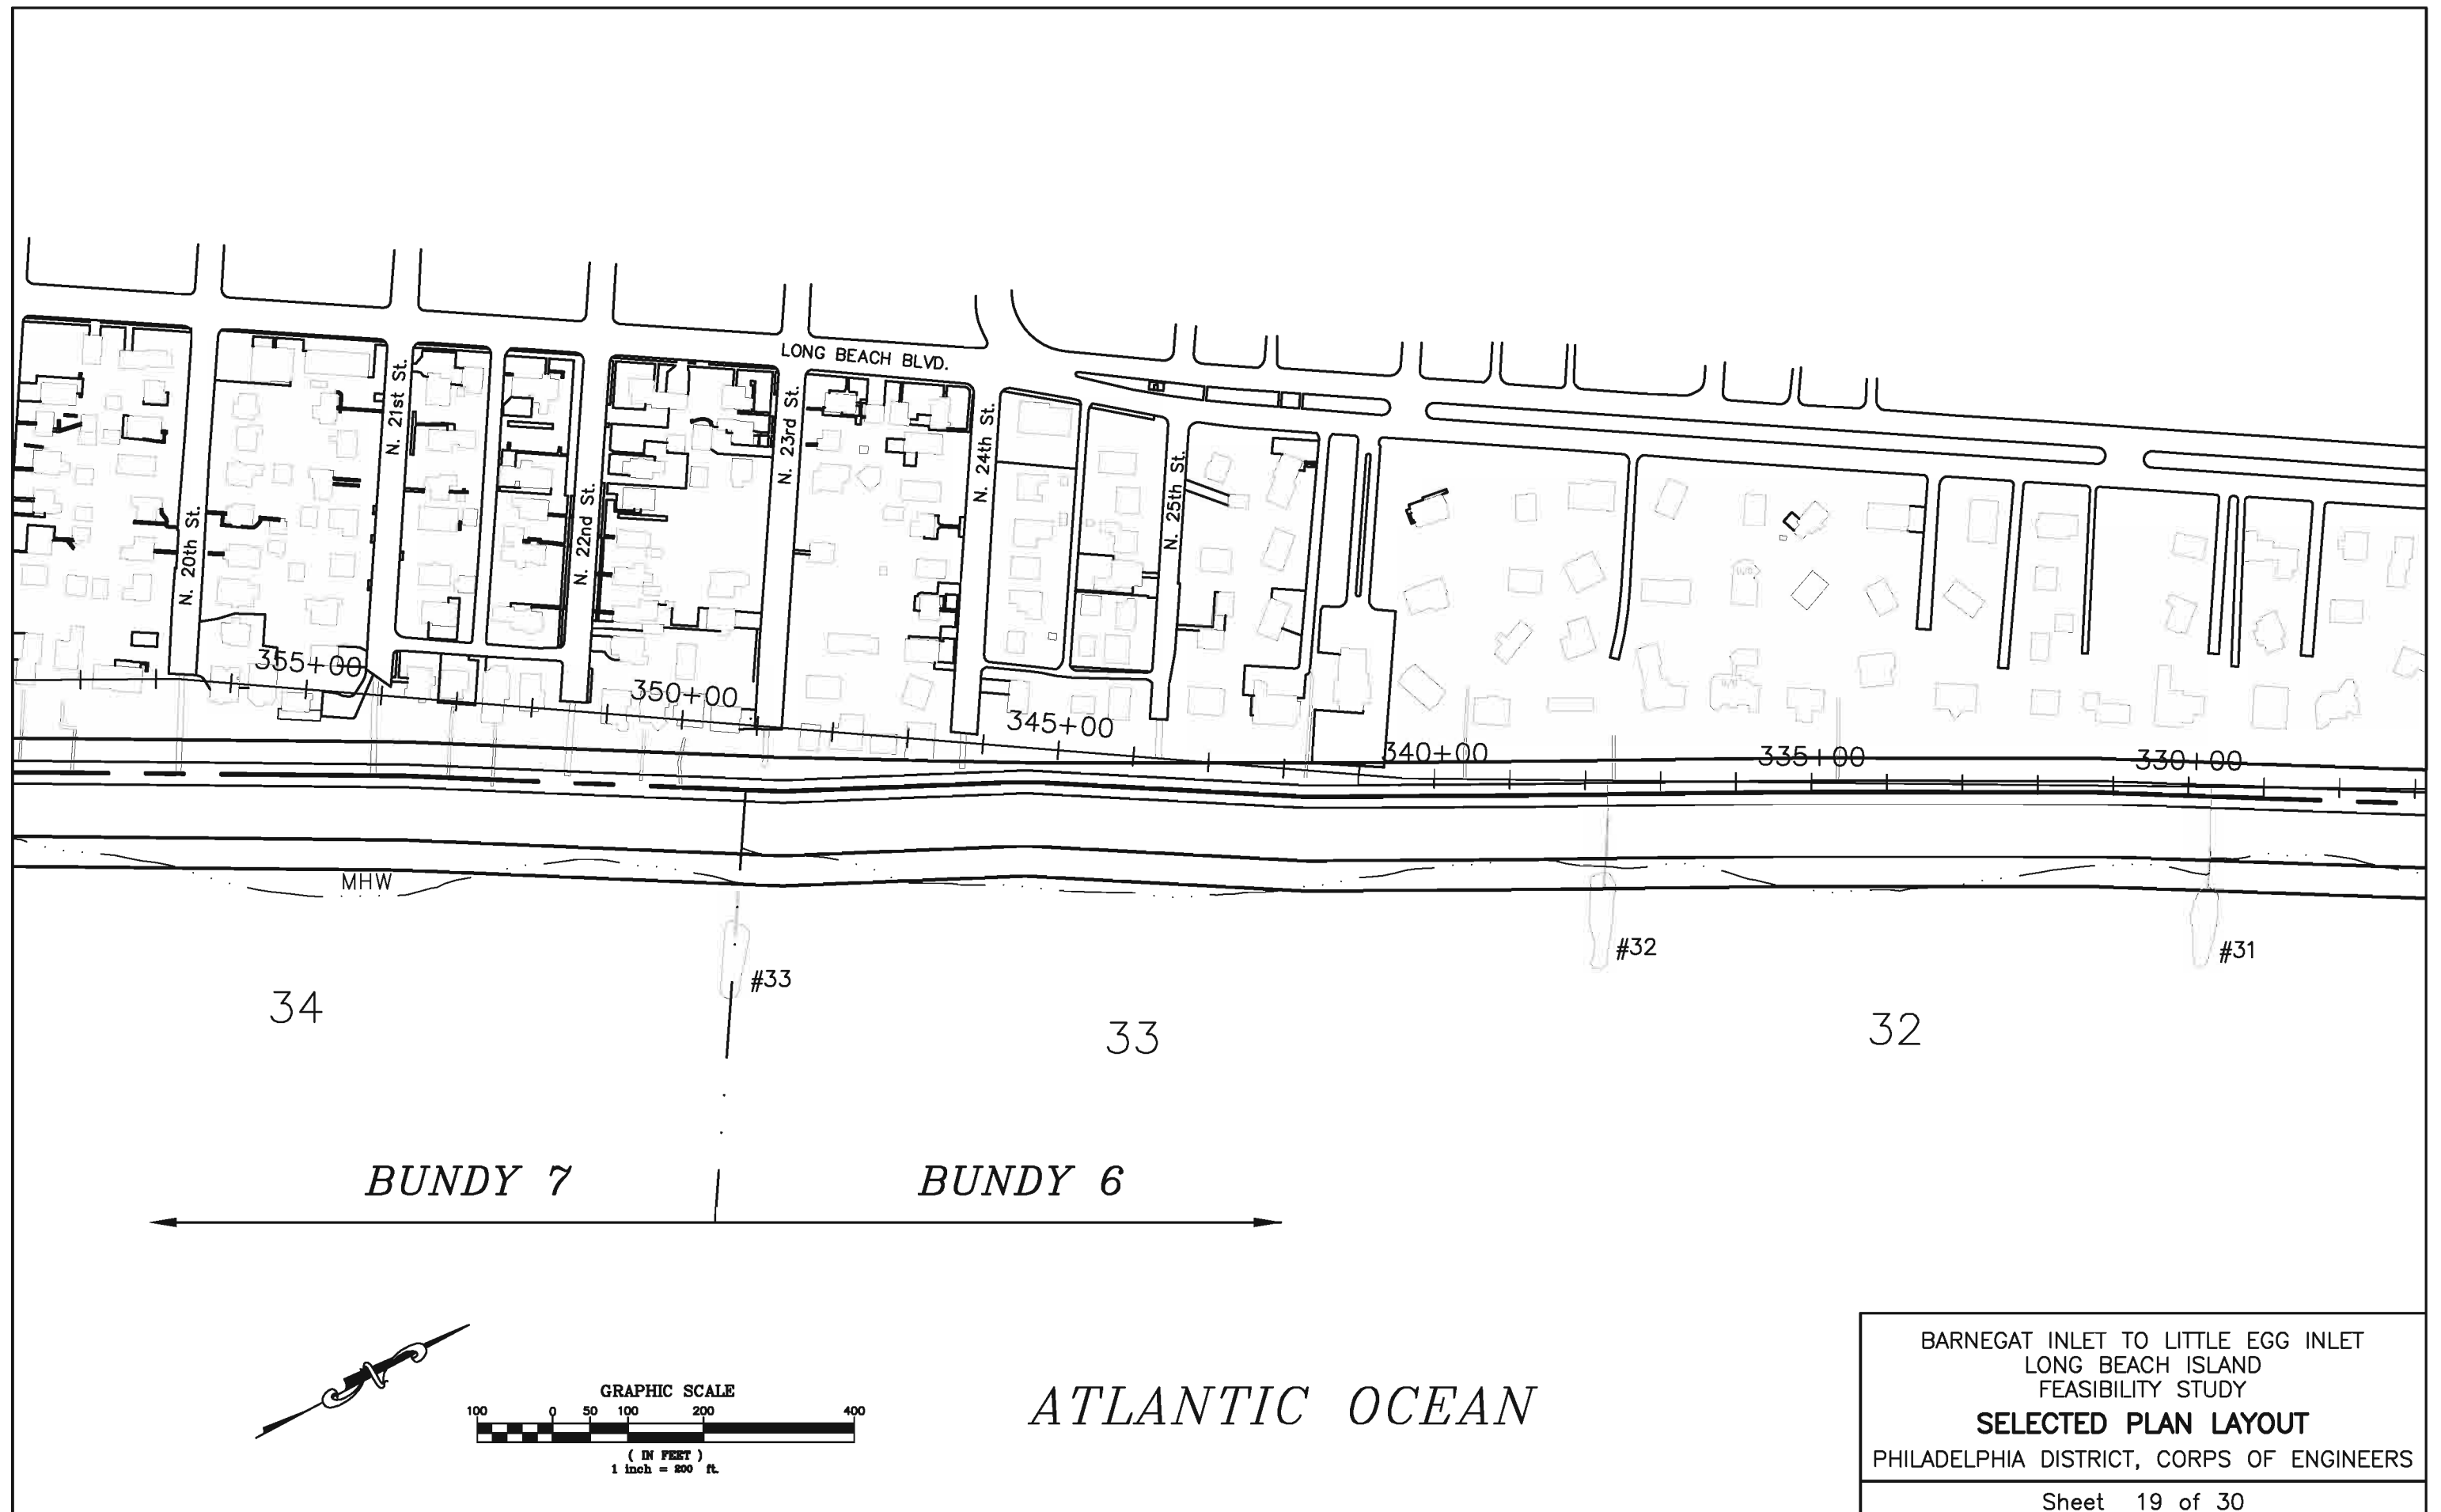 LONG BEACH BLVD.
N. 20th St.
N. 21st St.
N. 22nd St.
N. 23rd St.
N. 24th St.
N. 25th St.
355+00
350+00
345+00
340+00
335+00
330+00
MHW
#33
#32
#31
34
33
32
BUNDY 7
BUNDY 6
GRAPHIC SCALE
100 0 50 100 200 400
( IN FEET )
1 inch = 200 ft.
ATLANTIC OCEAN
BARNEGAT INLET TO LITTLE EGG INLET
LONG BEACH ISLAND
FEASIBILITY STUDY
SELECTED PLAN LAYOUT
PHILADELPHIA DISTRICT, CORPS OF ENGINEERS
Sheet 19 of 30